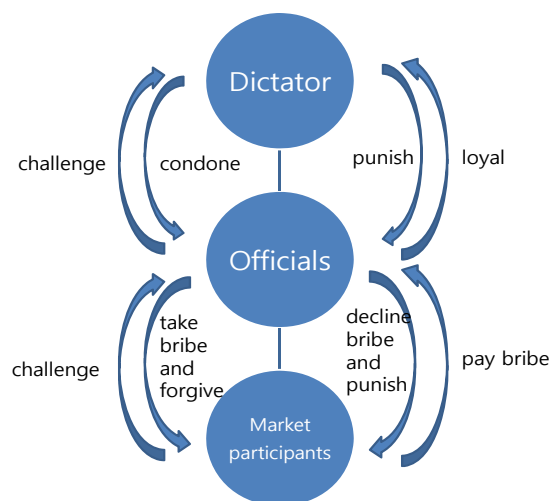 Dictator
challenge
condone
punish
loyal
Officials
challenge
take
bribe
and
forgive
decline
bribe
and
punish
pay bribe
Market
participants